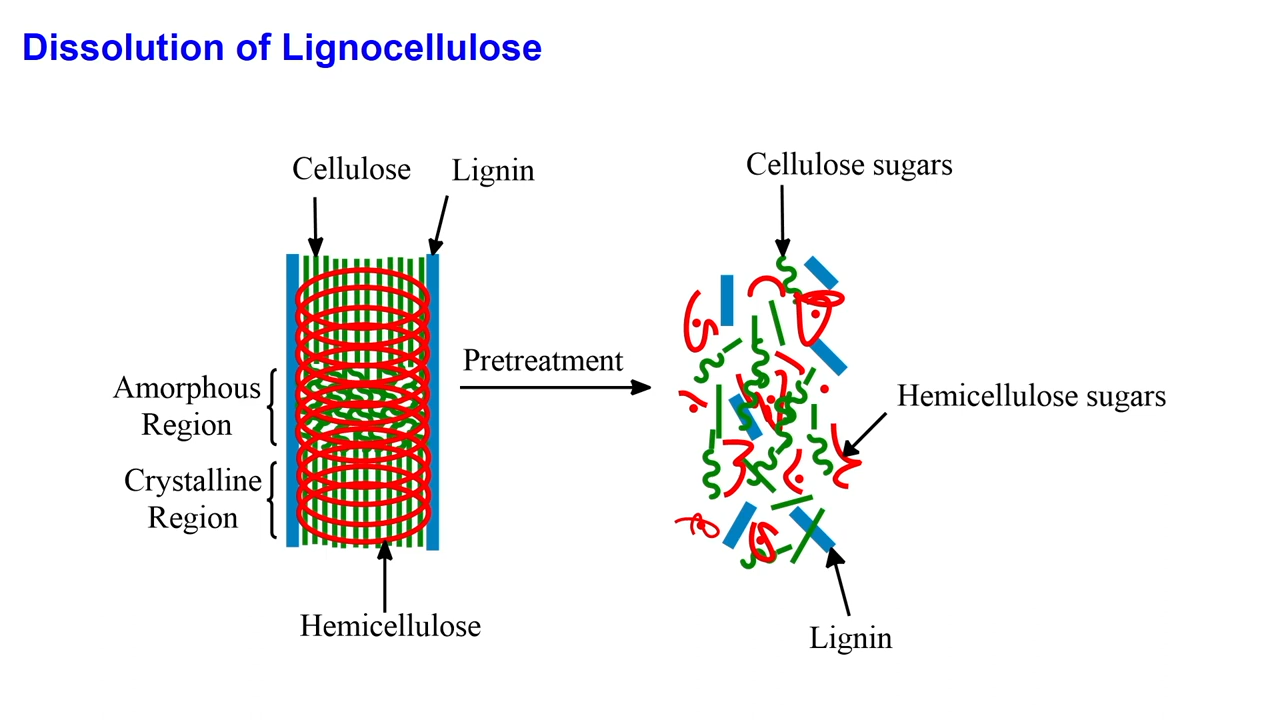 Dissolution of Lignocellulose
Cellulose
Lignin
Amorphous
Region
Crystalline
Region
Hemicellulose
Pretreatment
Cellulose sugars
Hemicellulose sugars
Lignin